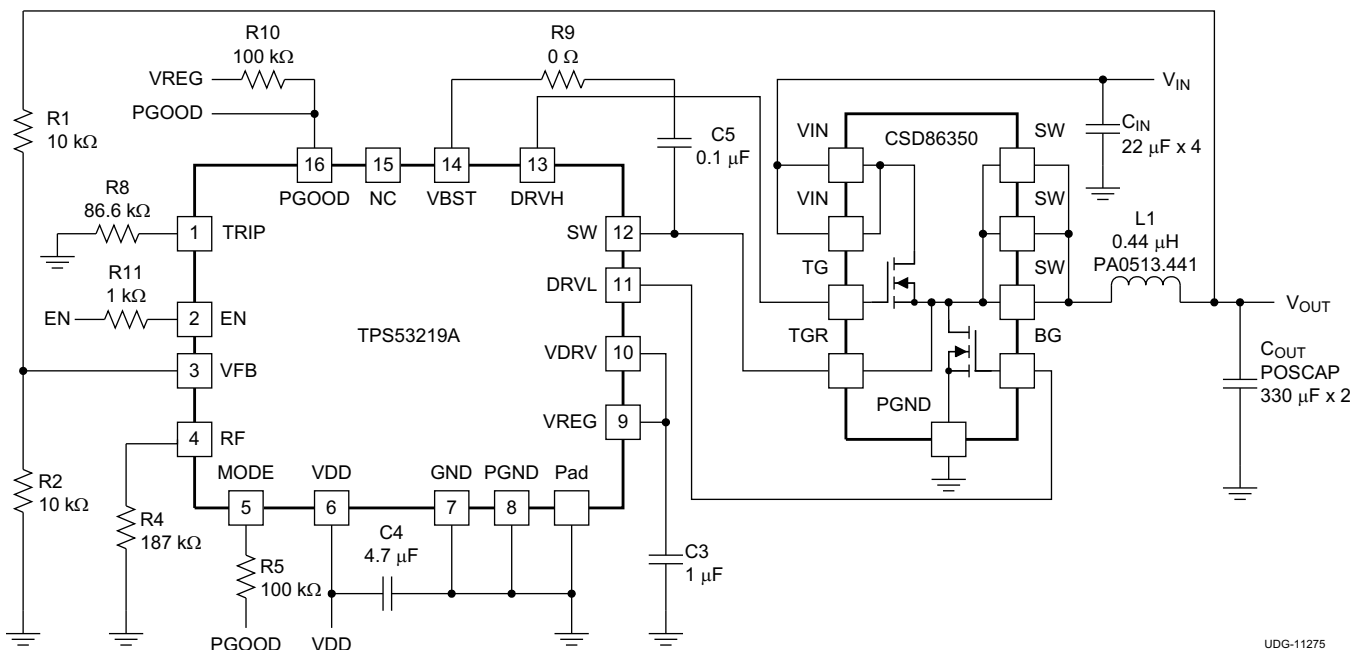 R10
100 kΩ
VREG
PGOOD
R9
0 Ω
R1
10 kΩ
C5
0.1 µF
VIN
CIN
22 µF x 4
CSD86350
VIN
VIN
TG
TGR
PGND
SW
SW
SW
BG
L1
0.44 µH
PA0513.441
VOUT
COUT
POSCAP
330 µF x 2
16
15
14
13
PGOOD
NC
VBST
DRVH
R8
86.6 kΩ
1
TRIP
R11
1 kΩ
EN
2
EN
3
VFB
4
RF
TPS53219A
SW
12
DRVL
11
VDRV
10
VREG
9
MODE
VDD
GND
PGND
Pad
5
6
7
8
R2
10 kΩ
R4
187 kΩ
R5
100 kΩ
C4
4.7 µF
C3
1 µF
PGOOD
VDD
UDG-11275